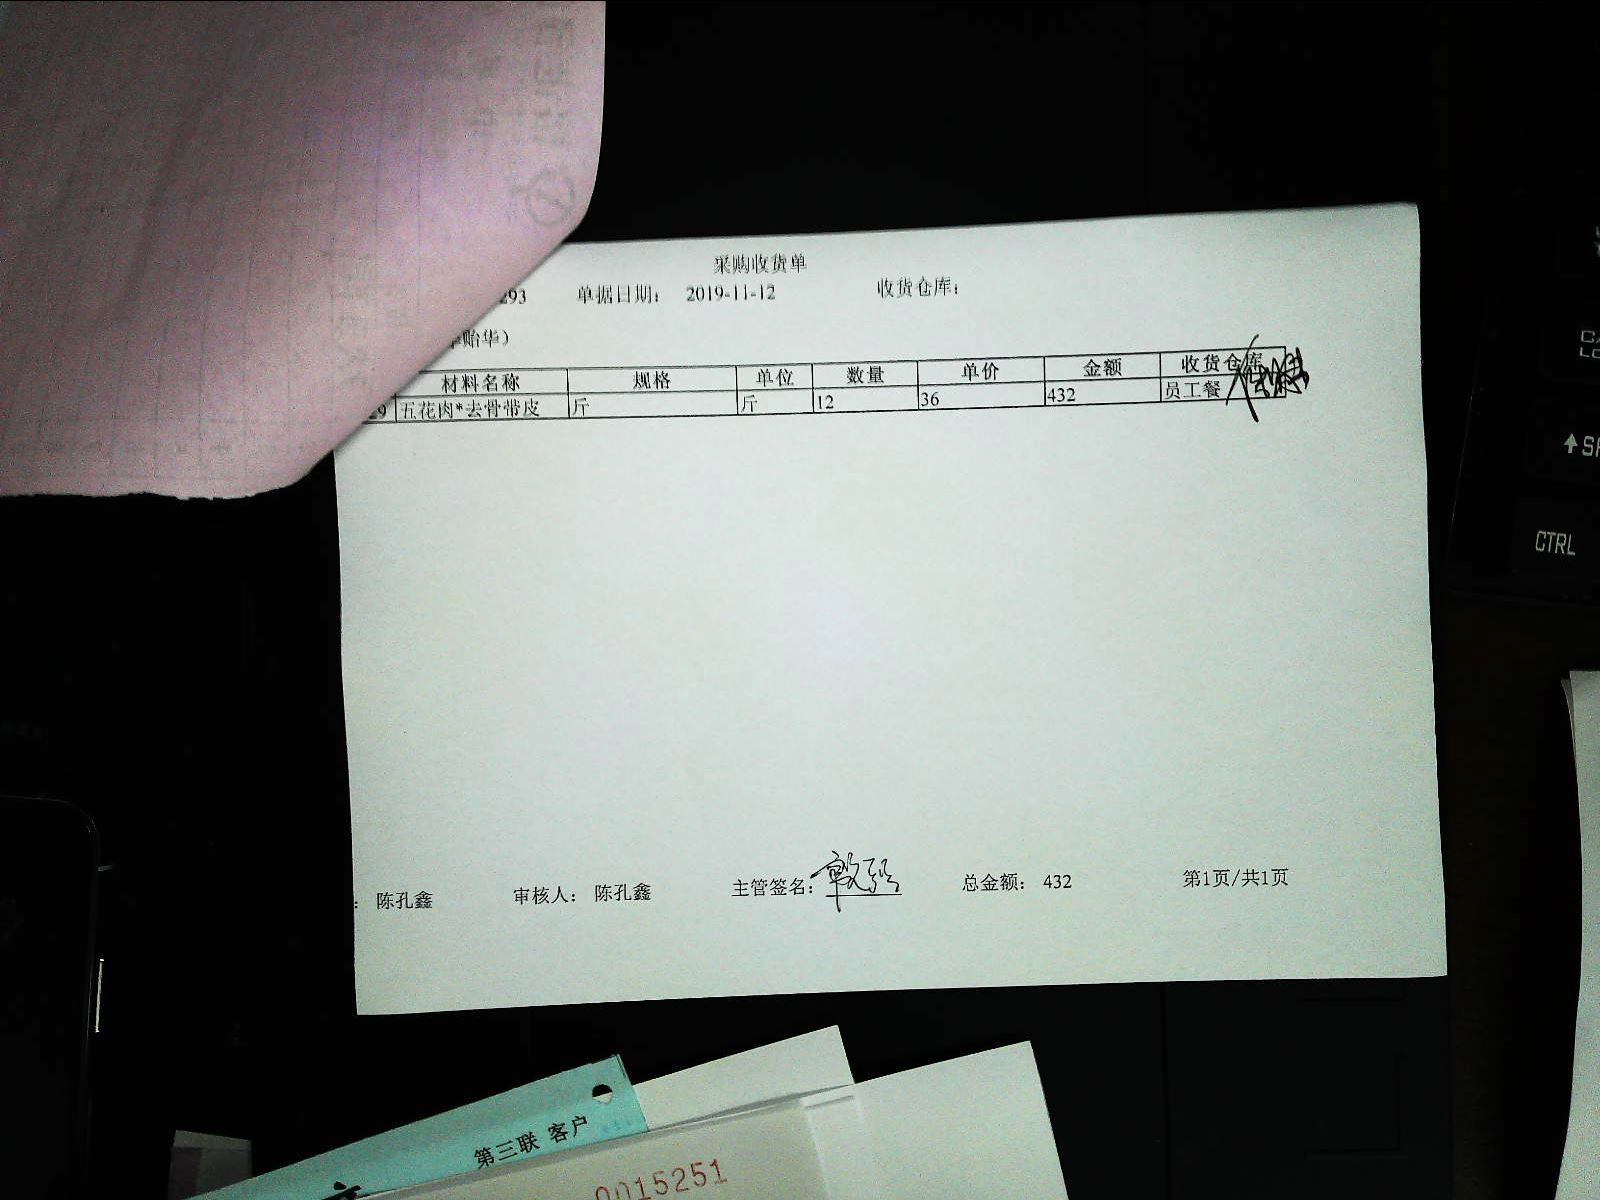 采购收货单
293 单据日期： 2019-11-12 收货仓库：
贻华）
材料名称 规格 单位 数量 单价 金额 收货仓库
29 五花肉*去骨带皮 斤 斤 12 36 432 员工餐
： 陈孔鑫 审核人： 陈孔鑫 主管签名： 总金额： 432 第1页/共1页
CTRL
第三联 客户
0015251